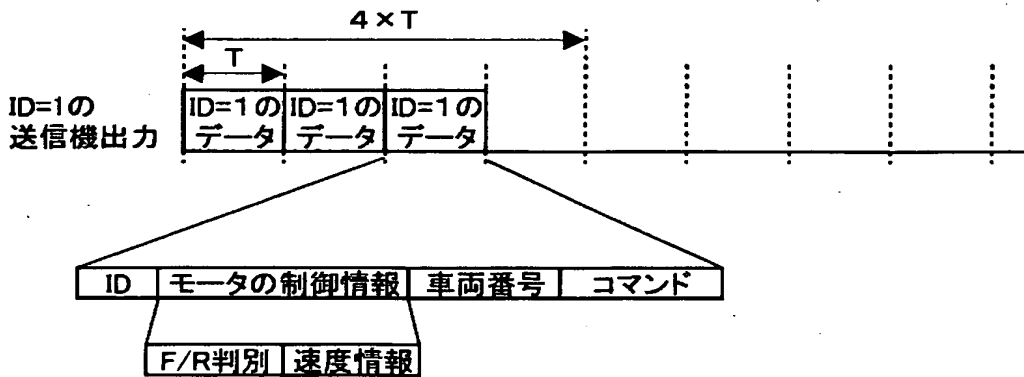 4×T
T
ID=1の
送信機出力
ID=1の
データ
ID=1の
データ
ID=1の
データ
ID
モータの制御情報
車両番号
コマンド
F/R判別
速度情報